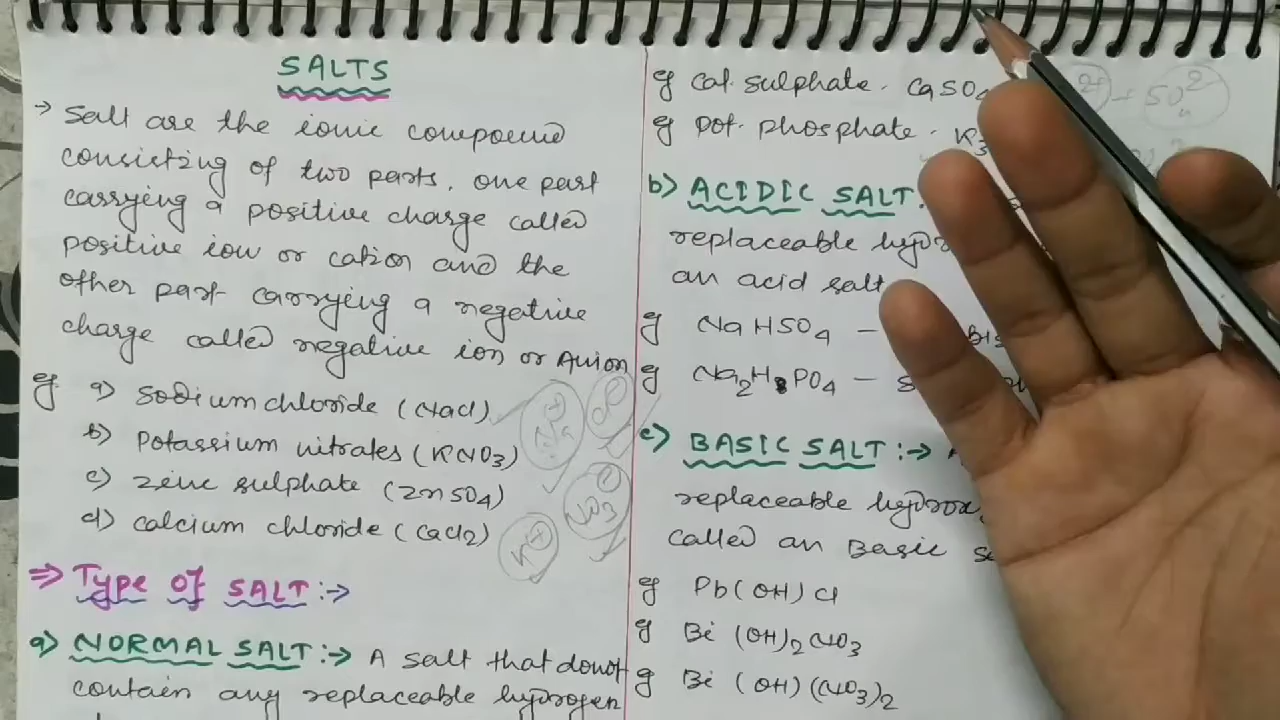 SALTS
→ Salt are the ionic compound
consisting of two parts, one part
carrying a positive charge called
positive ion or cation and the
other part carrying a negative
charge called negative ion or Anion
eg. a) Sodium chloride (NaCl)
b) Potassium nitrates (KNO3)
c) zinc sulphate (ZnSO4)
d) calcium chloride (CaCl2)
Na+ Cl-
NO3-
K+
⇒ Type of SALT:→
a) NORMAL SALT:→ A salt that donot
contain any replaceable hydrogen
eg cal. sulphate. CaSO4
eg pot. phosphate. K3
b) ACIDIC SALT:
replaceable
an acid salt
eg NaHSO4 —
eg Na2HPO4 —
c) BASIC SALT:→
replaceable
called an Basic
eg Pb(OH)Cl
eg Bi (OH)2NO3
eg Bi (OH)(NO3)2